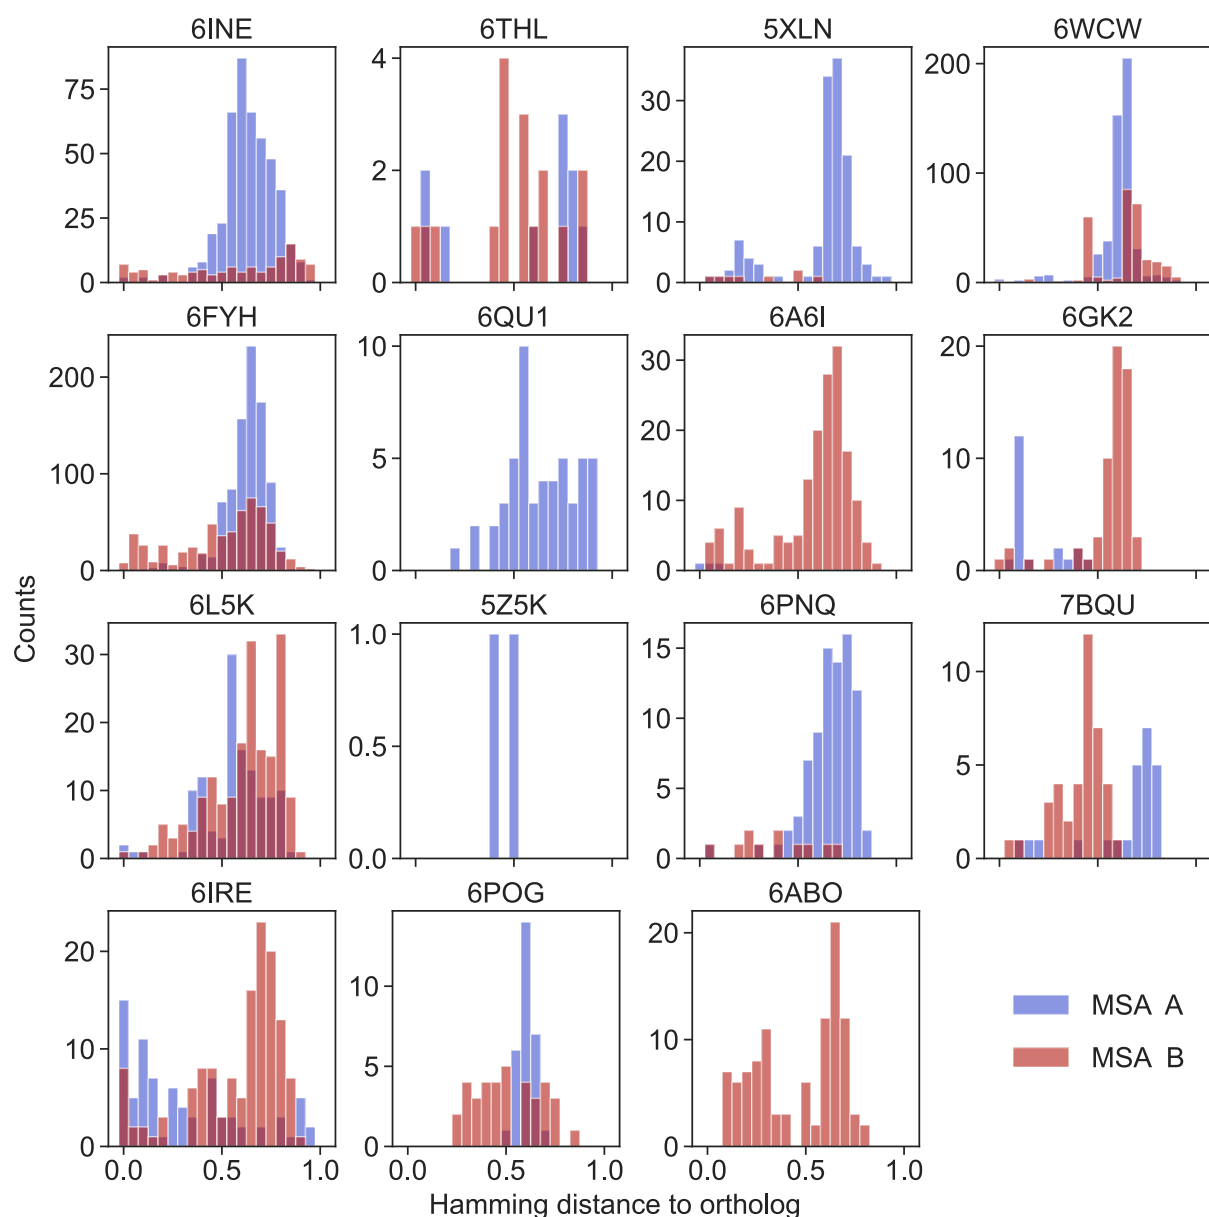 6INE 6THL 5XLN 6WCW
75 50 25 0
4 2 0
30 20 10 0
200 100 0
6FYH 6QU1 6A6I 6GK2
200 100 0
10 5 0
30 20 10 0
20 10 0
Counts
6L5K 5Z5K 6PNQ 7BQU
30 20 10 0
1.0 0.5 0.0
15 10 5 0
10 5 0
6IRE 6POG 6ABO
20 10 0
10 5 0
20 10 0
MSA A
MSA B
0.0 0.5 1.0 0.0 0.5 1.0 0.0 0.5 1.0
Hamming distance to ortholog